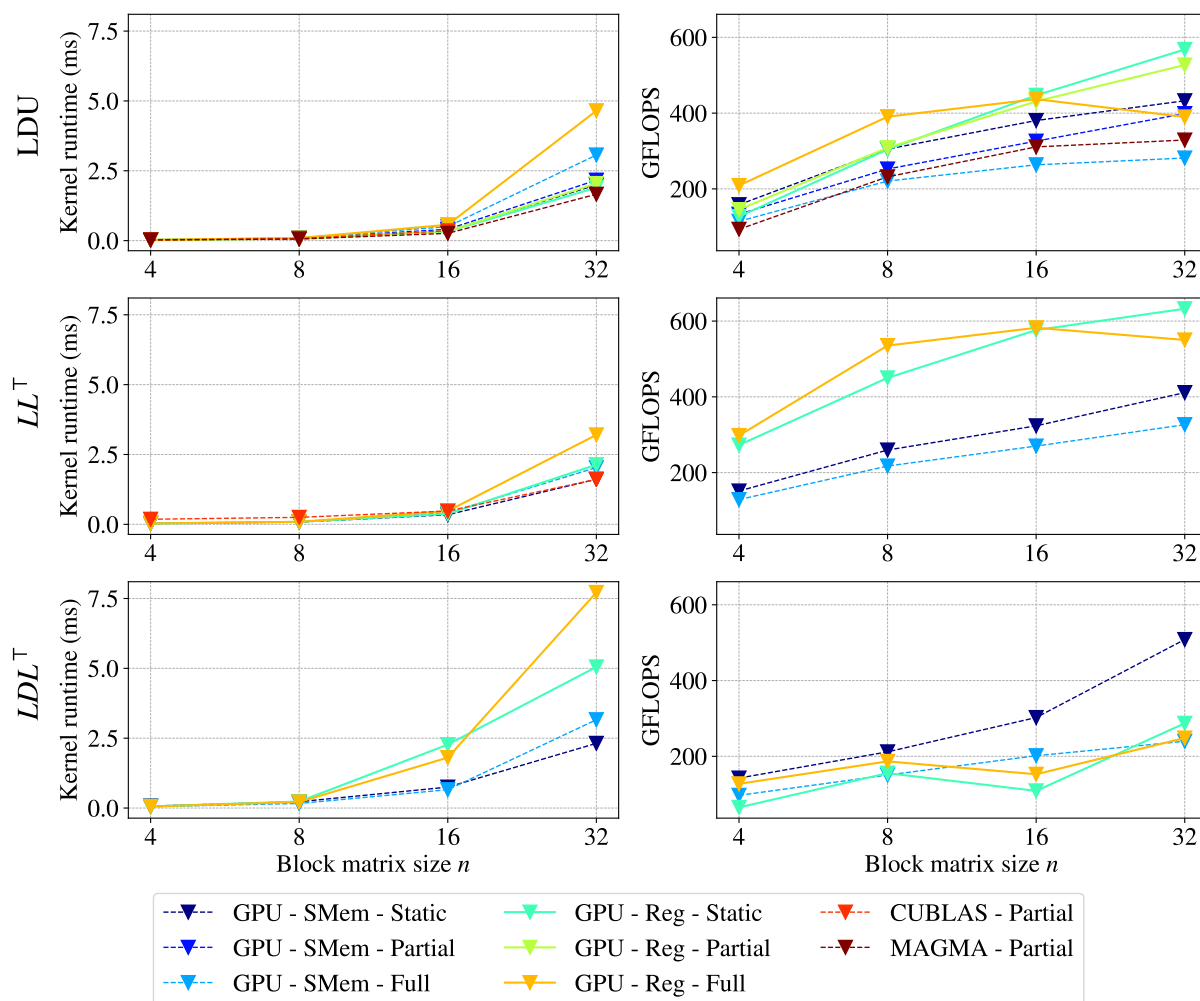 LDU
Kernel runtime (ms)
7.5
5.0
2.5
0.0
4 8 16 32
GFLOPS
600
400
200
4 8 16 32
LL⊤
Kernel runtime (ms)
7.5
5.0
2.5
0.0
4 8 16 32
GFLOPS
600
400
200
4 8 16 32
LDL⊤
Kernel runtime (ms)
7.5
5.0
2.5
0.0
4 8 16 32
Block matrix size n
GFLOPS
600
400
200
4 8 16 32
Block matrix size n
GPU - SMem - Static
GPU - SMem - Partial
GPU - SMem - Full
GPU - Reg - Static
GPU - Reg - Partial
GPU - Reg - Full
CUBLAS - Partial
MAGMA - Partial